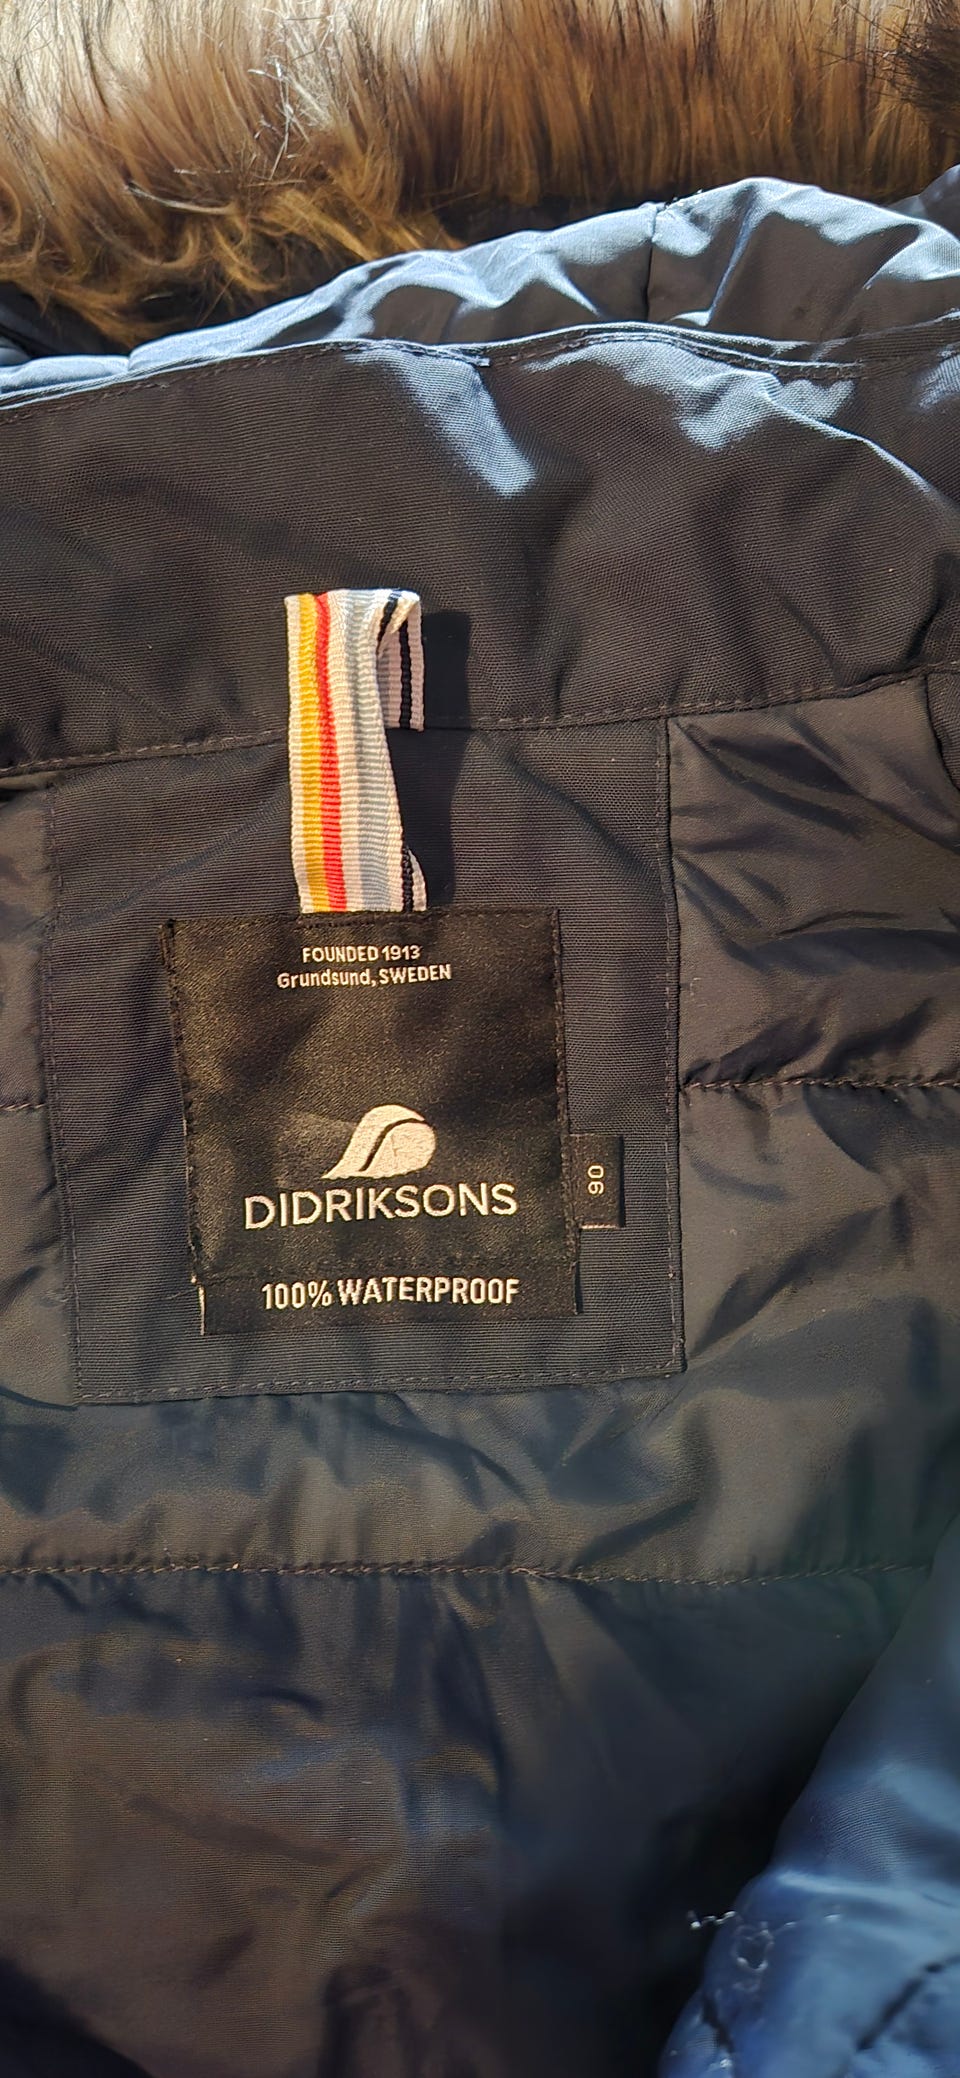 FOUNDED 1913
Grundsund, SWEDEN
DIDRIKSONS
90
100% WATERPROOF